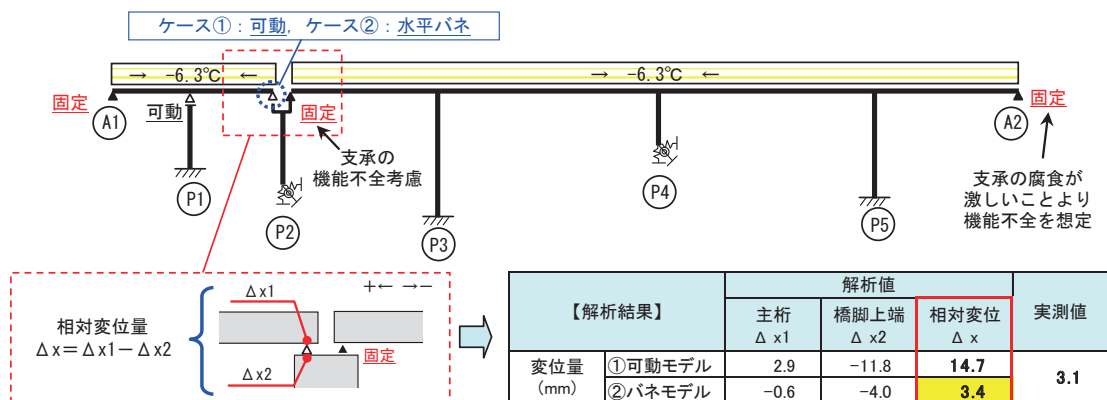 ケース①：可動, ケース②：水平バネ
→ -6.3℃ ←
→ -6.3℃ ←
固定
A1
可動
固定
A2
固定
支承の
機能不全考慮
P1
P2
P3
P4
P5
支承の腐食が
激しいことより
機能不全を想定
相対変位量
Δx＝Δx1－Δx2
Δx1
Δx2
+← →−
固定
【解析結果】
解析値
実測値
主桁
Δx1
橋脚上端
Δx2
相対変位
Δx
変位量
(mm)
①可動モデル 2.9 -11.8 14.7
②バネモデル -0.6 -4.0 3.4
3.1